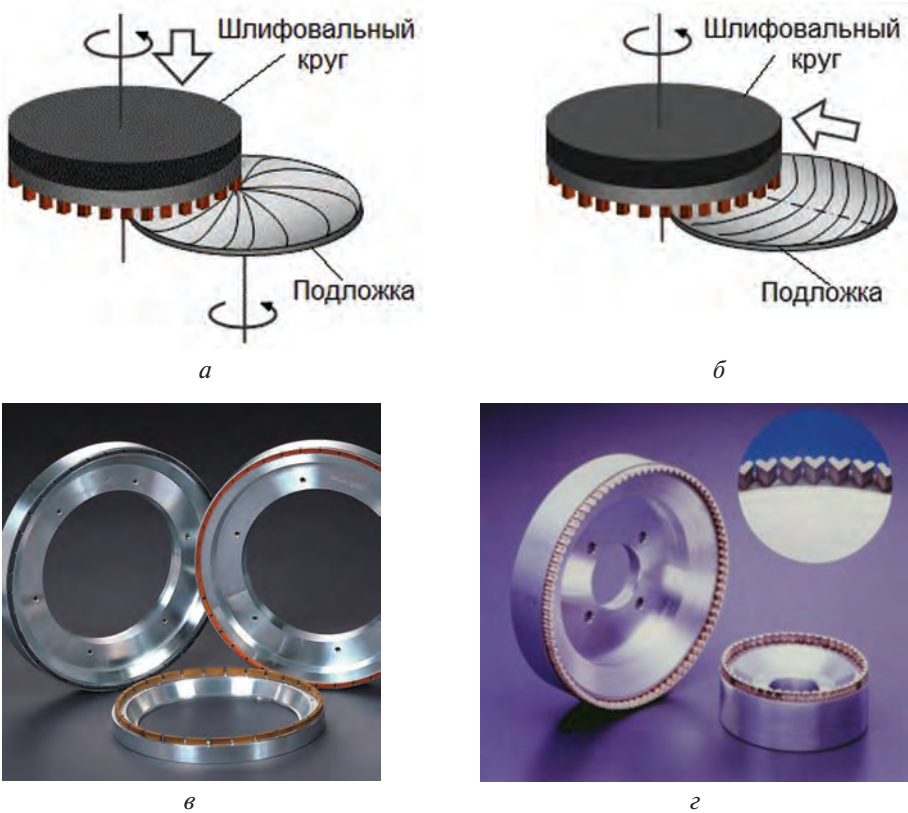 Шлифовальный
круг
Подложка
а
Шлифовальный
круг
Подложка
б
в
г